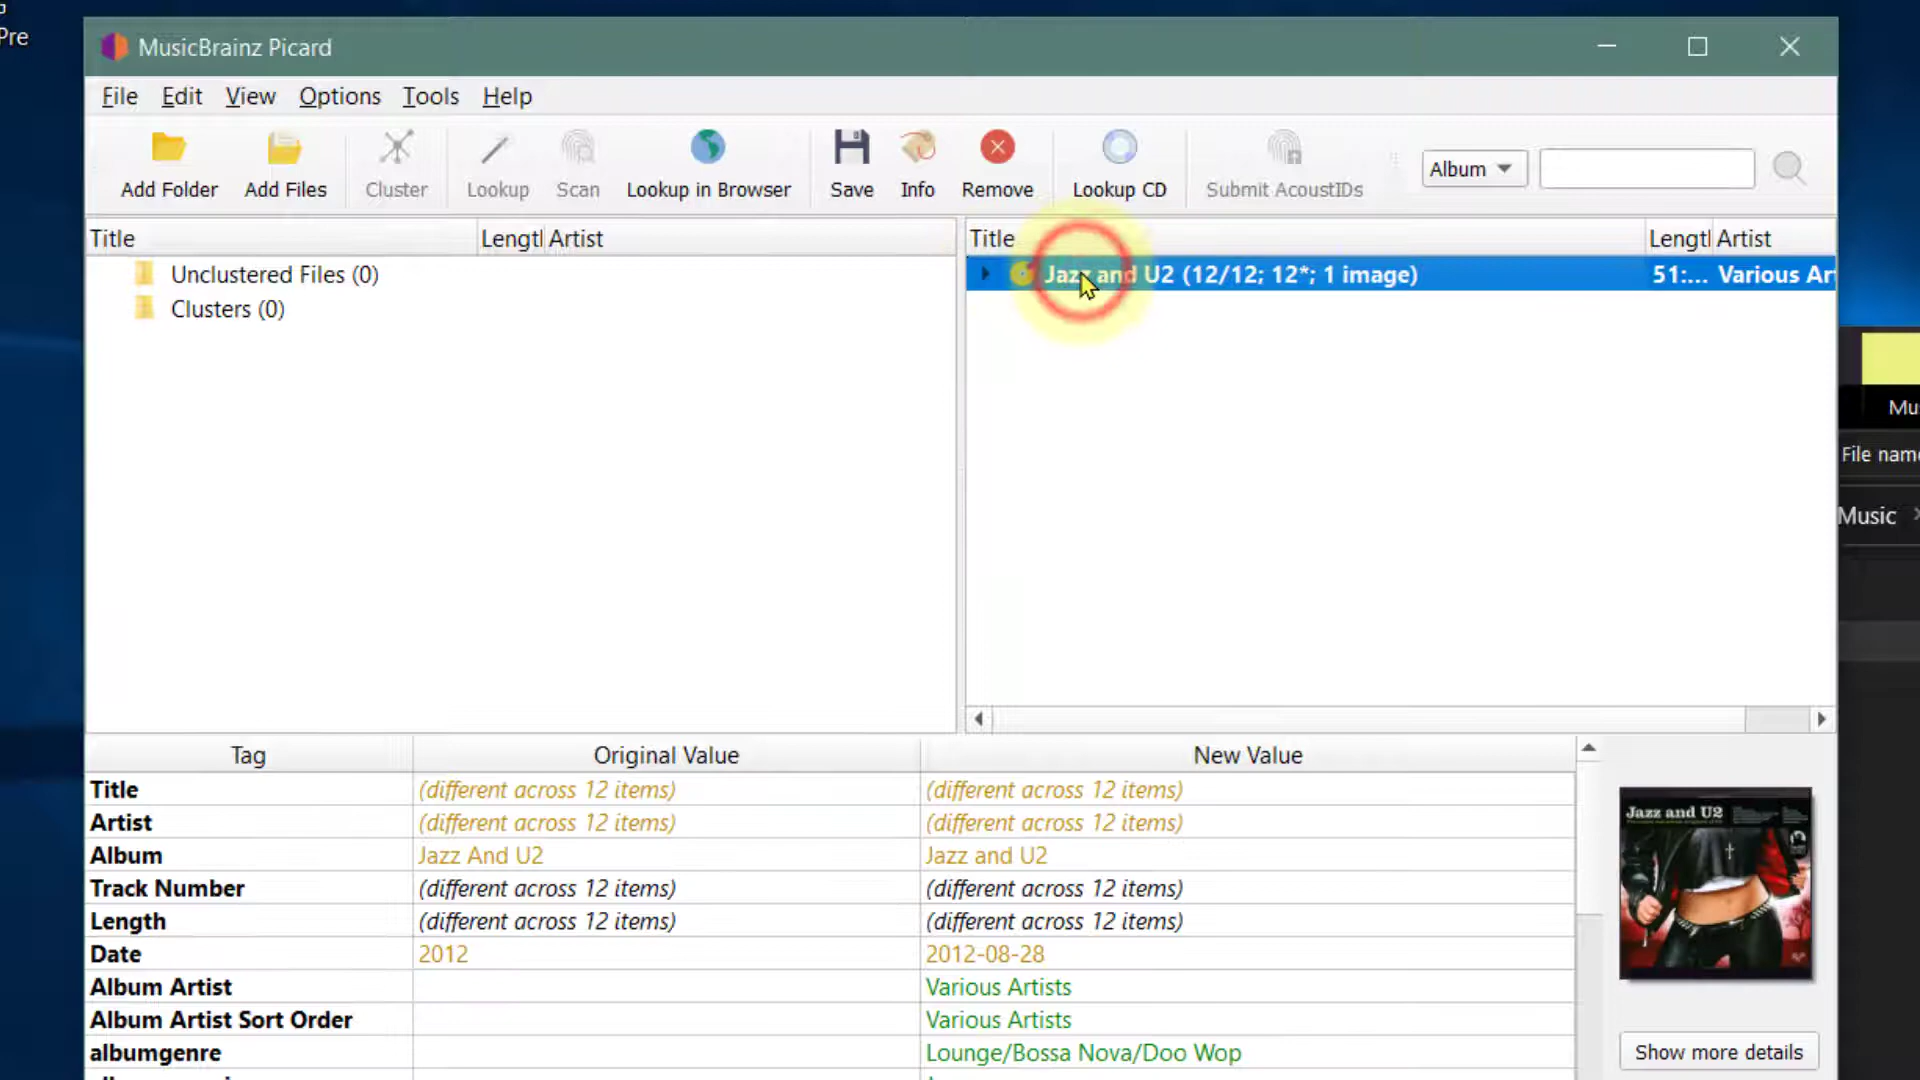 Pre
MusicBrainz Picard
File Edit View Options Tools Help
Add Folder Add Files Cluster Lookup Scan Lookup in Browser Save Info Remove Lookup CD Submit AcoustIDs Album
Title Lengtl Artist
Unclustered Files (0)
Clusters (0)
Title Lengtl Artist
Jazz and U2 (12/12; 12*; 1 image) 51:... Various Ar
Mu
File name
Music
Tag Original Value New Value
Title (different across 12 items) (different across 12 items)
Artist (different across 12 items) (different across 12 items)
Album Jazz And U2 Jazz and U2
Track Number (different across 12 items) (different across 12 items)
Length (different across 12 items) (different across 12 items)
Date 2012 2012-08-28
Album Artist Various Artists
Album Artist Sort Order Various Artists
albumgenre Lounge/Bossa Nova/Doo Wop
Jazz and U2
Show more details